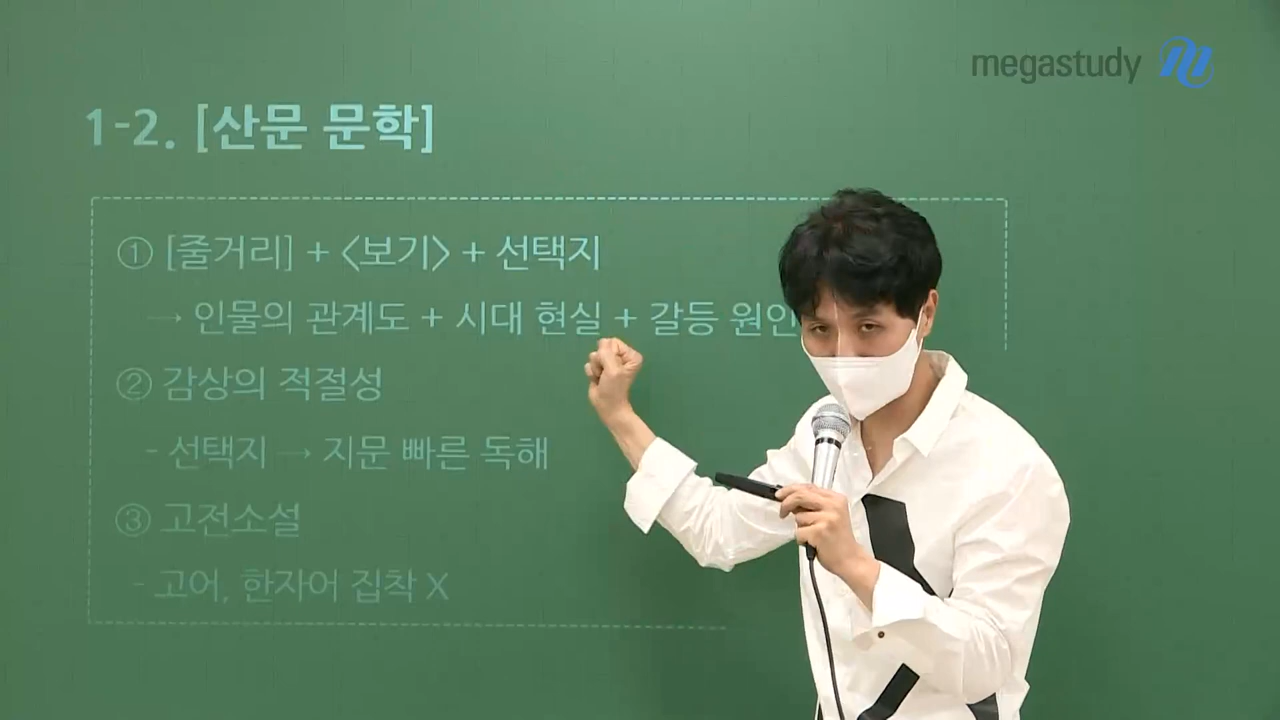 megastudy
1-2. [산문 문학]
① [줄거리] + <보기> + 선택지
→ 인물의 관계도 + 시대 현실 + 갈등 원인
② 감상의 적절성
- 선택지 → 지문 빠른 독해
③ 고전소설
- 고어, 한자어 집착 X